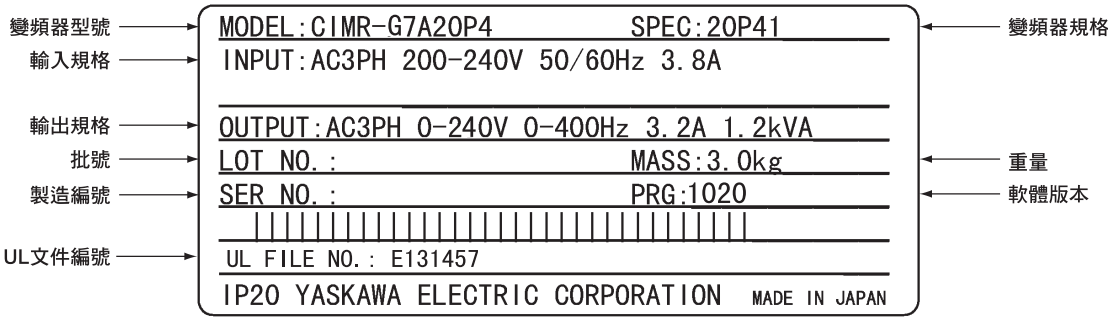 變頻器型號 MODEL:CIMR-G7A20P4 SPEC:20P41 變頻器規格
輸入規格 INPUT:AC3PH 200-240V 50/60Hz 3.8A
輸出規格 OUTPUT:AC3PH 0-240V 0-400Hz 3.2A 1.2kVA
批號 LOT NO.: MASS:3.0kg 重量
製造編號 SER NO.: PRG:1020 軟體版本
UL文件編號 UL FILE NO.: E131457
IP20 YASKAWA ELECTRIC CORPORATION MADE IN JAPAN